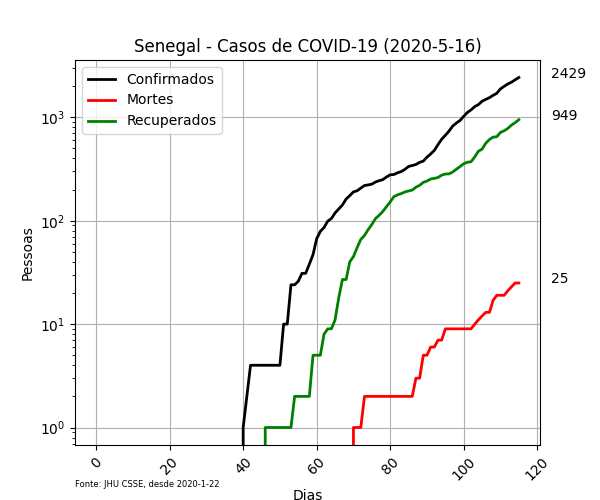 Senegal - Casos de COVID-19 (2020-5-16)
Confirmados
Mortes
Recuperados
2429
949
25
Pessoas
10³
10²
10¹
10⁰
0 20 40 60 80 100 120
Fonte: JHU CSSE, desde 2020-1-22
Dias